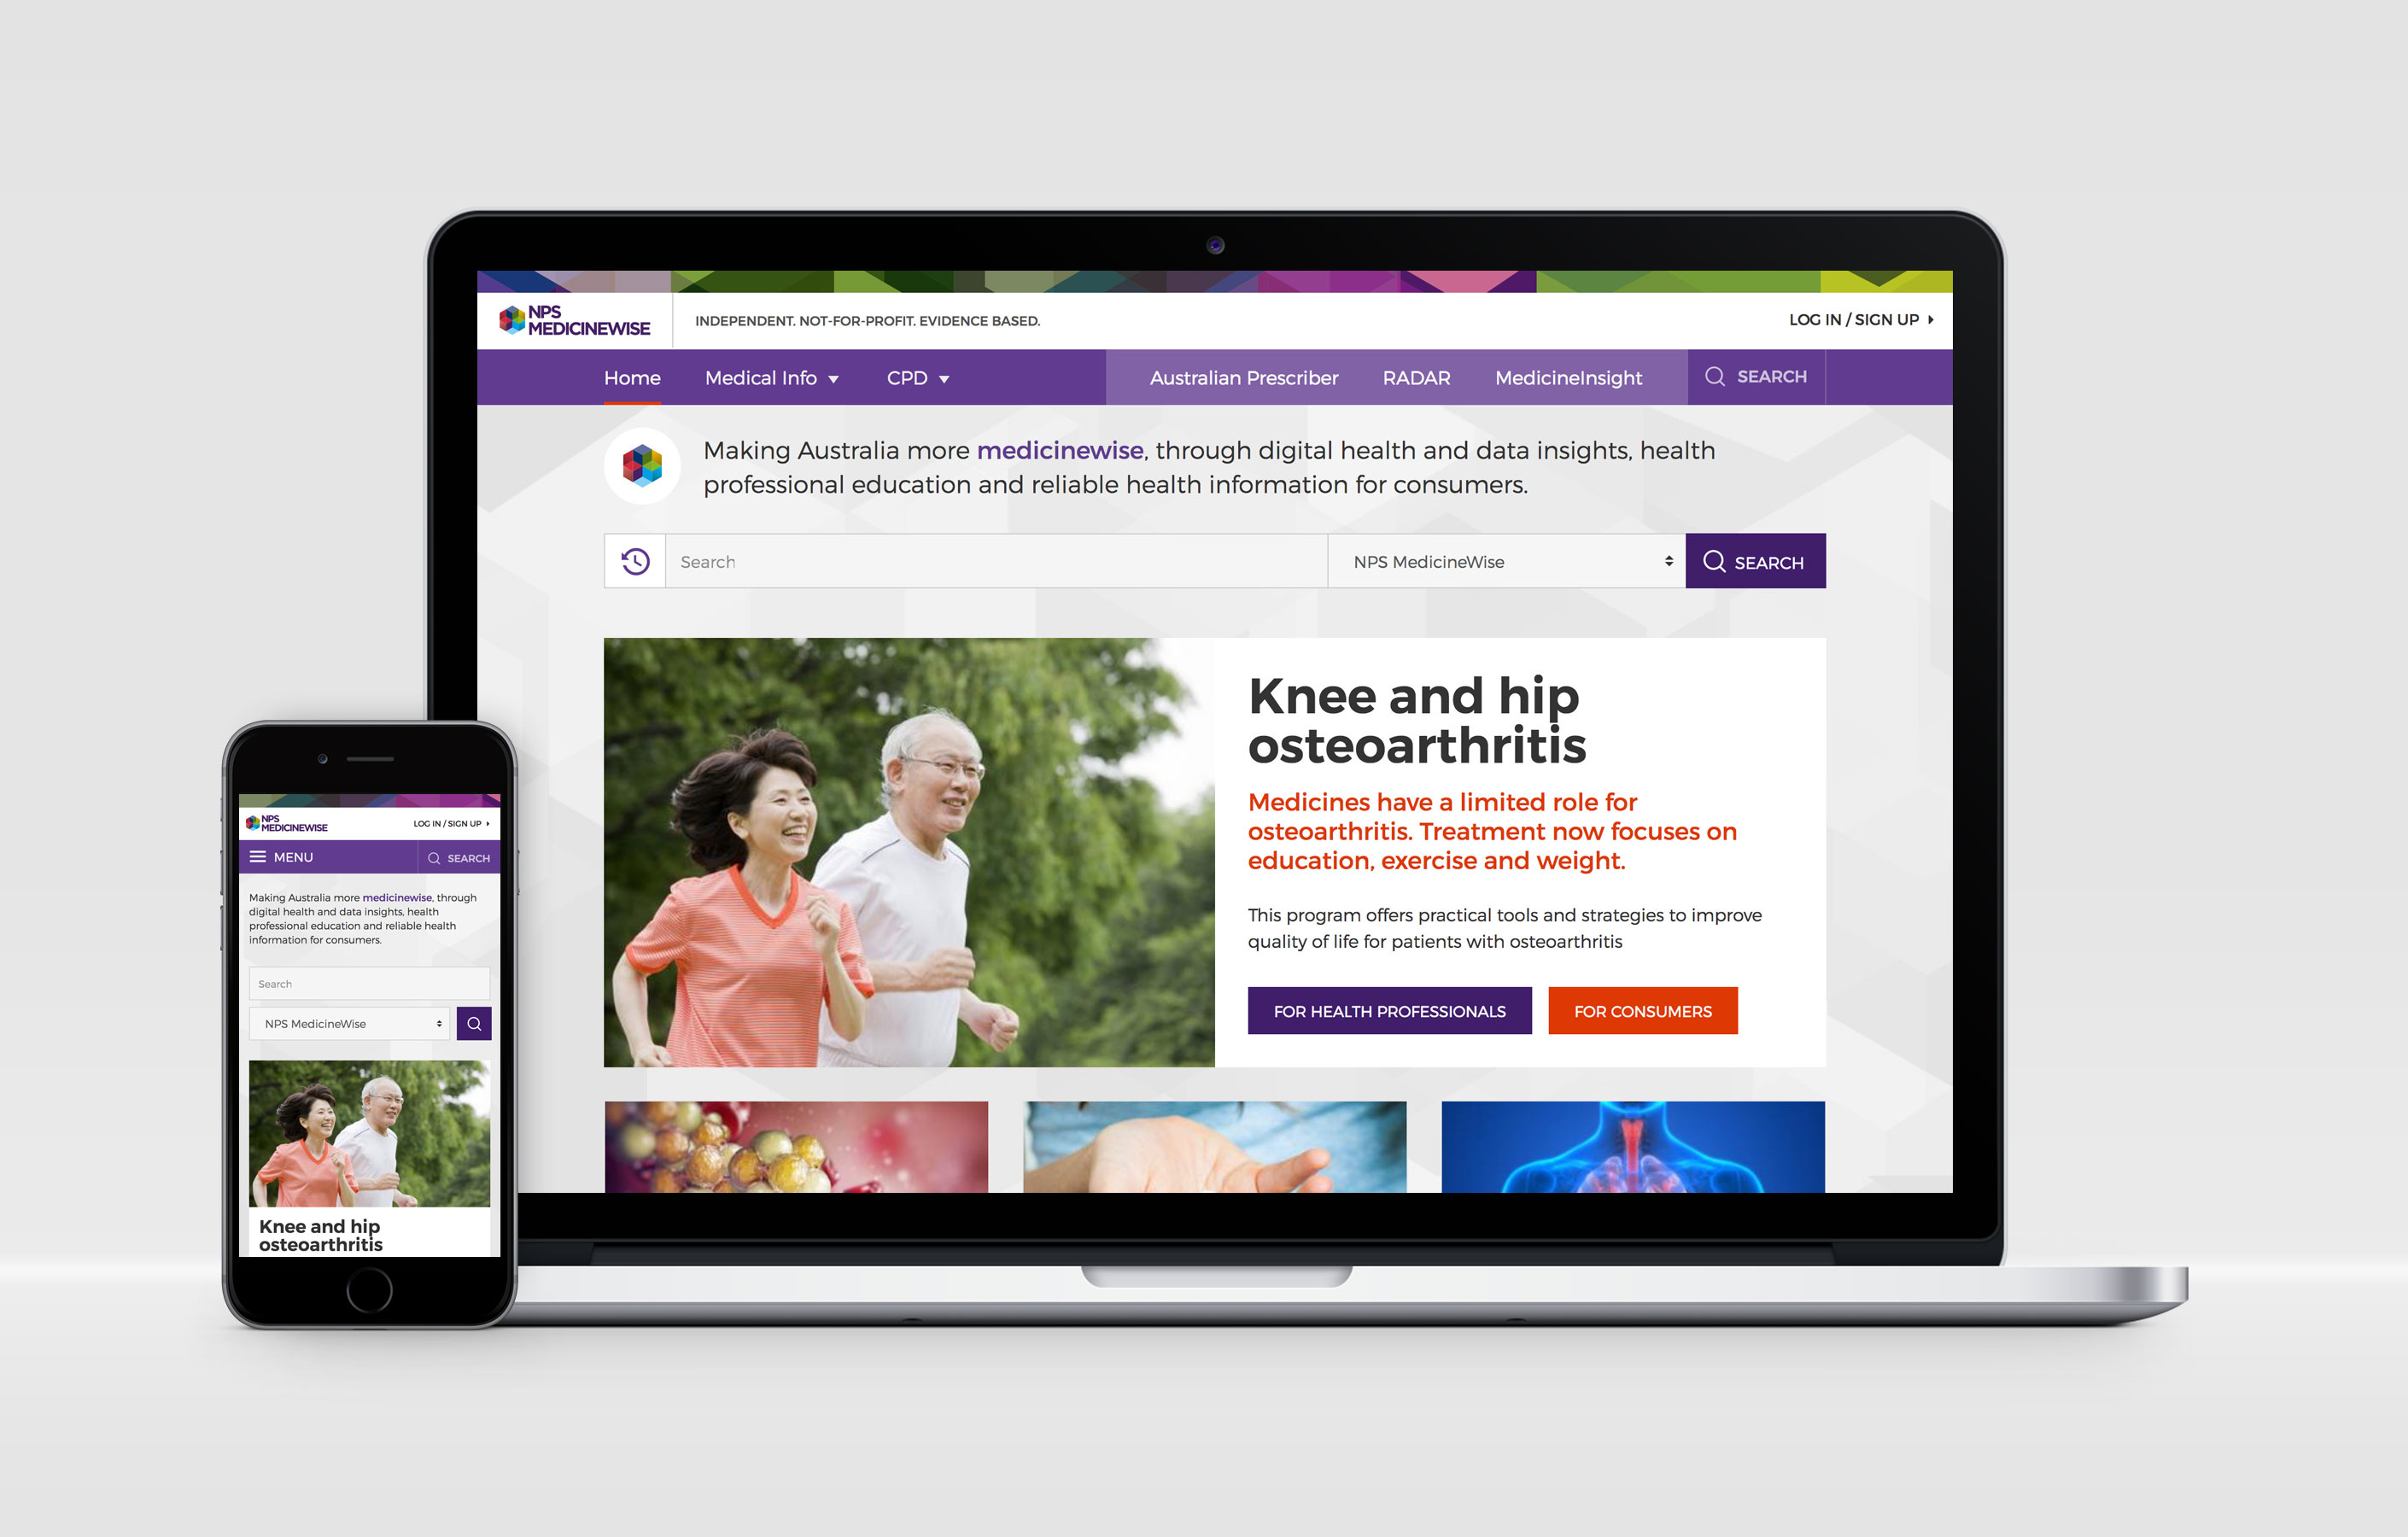 NPS
MEDICINEWISE
INDEPENDENT. NOT-FOR-PROFIT. EVIDENCE BASED.
LOG IN / SIGN UP
Home
Medical Info
CPD
Australian Prescriber
RADAR
MedicineInsight
SEARCH
Making Australia more medicinewise, through digital health and data insights, health
professional education and reliable health information for consumers.
Search
NPS MedicineWise
SEARCH
Knee and hip
osteoarthritis
Medicines have a limited role for
osteoarthritis. Treatment now focuses on
education, exercise and weight.
This program offers practical tools and strategies to improve
quality of life for patients with osteoarthritis
FOR HEALTH PROFESSIONALS
FOR CONSUMERS
NPS
MEDICINEWISE
LOG IN / SIGN UP
MENU
SEARCH
Making Australia more medicinewise, through
digital health and data insights, health
professional education and reliable health
information for consumers.
Search
NPS MedicineWise
Knee and hip
osteoarthritis